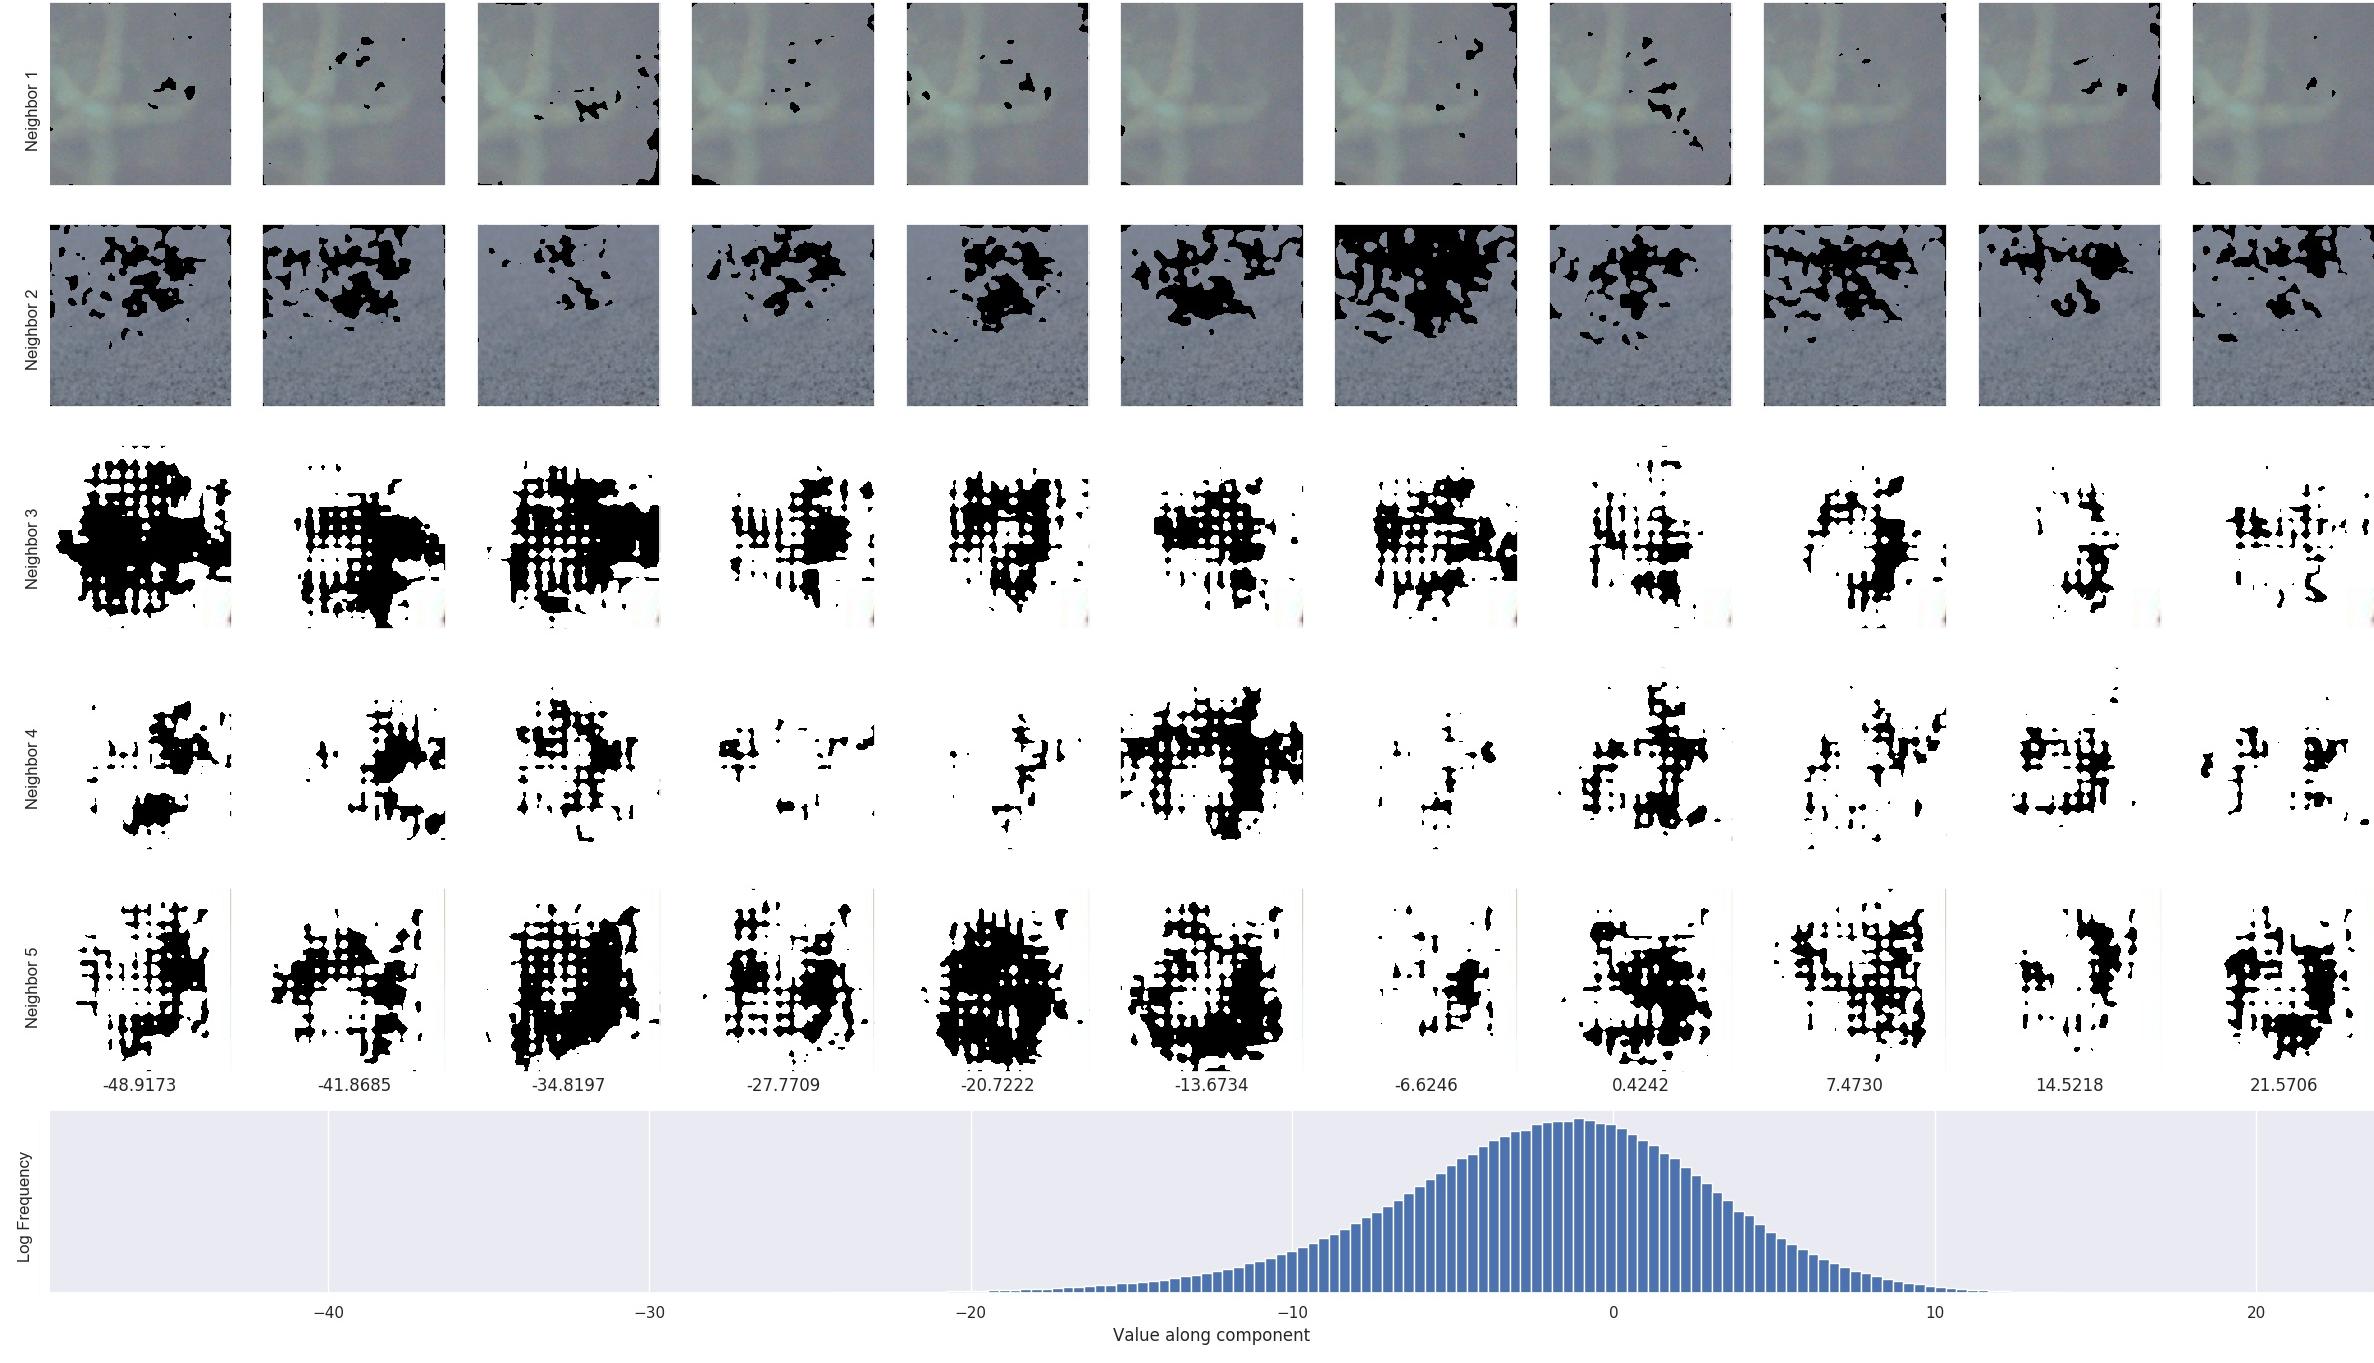 Neighbor 1
Neighbor 2
Neighbor 3
Neighbor 4
Neighbor 5
-48.9173 -41.8685 -34.8197 -27.7709 -20.7222 -13.6734 -6.6246 0.4242 7.4730 14.5218 21.5706
Log Frequency
−40 −30 −20 −10 0 10 20
Value along component